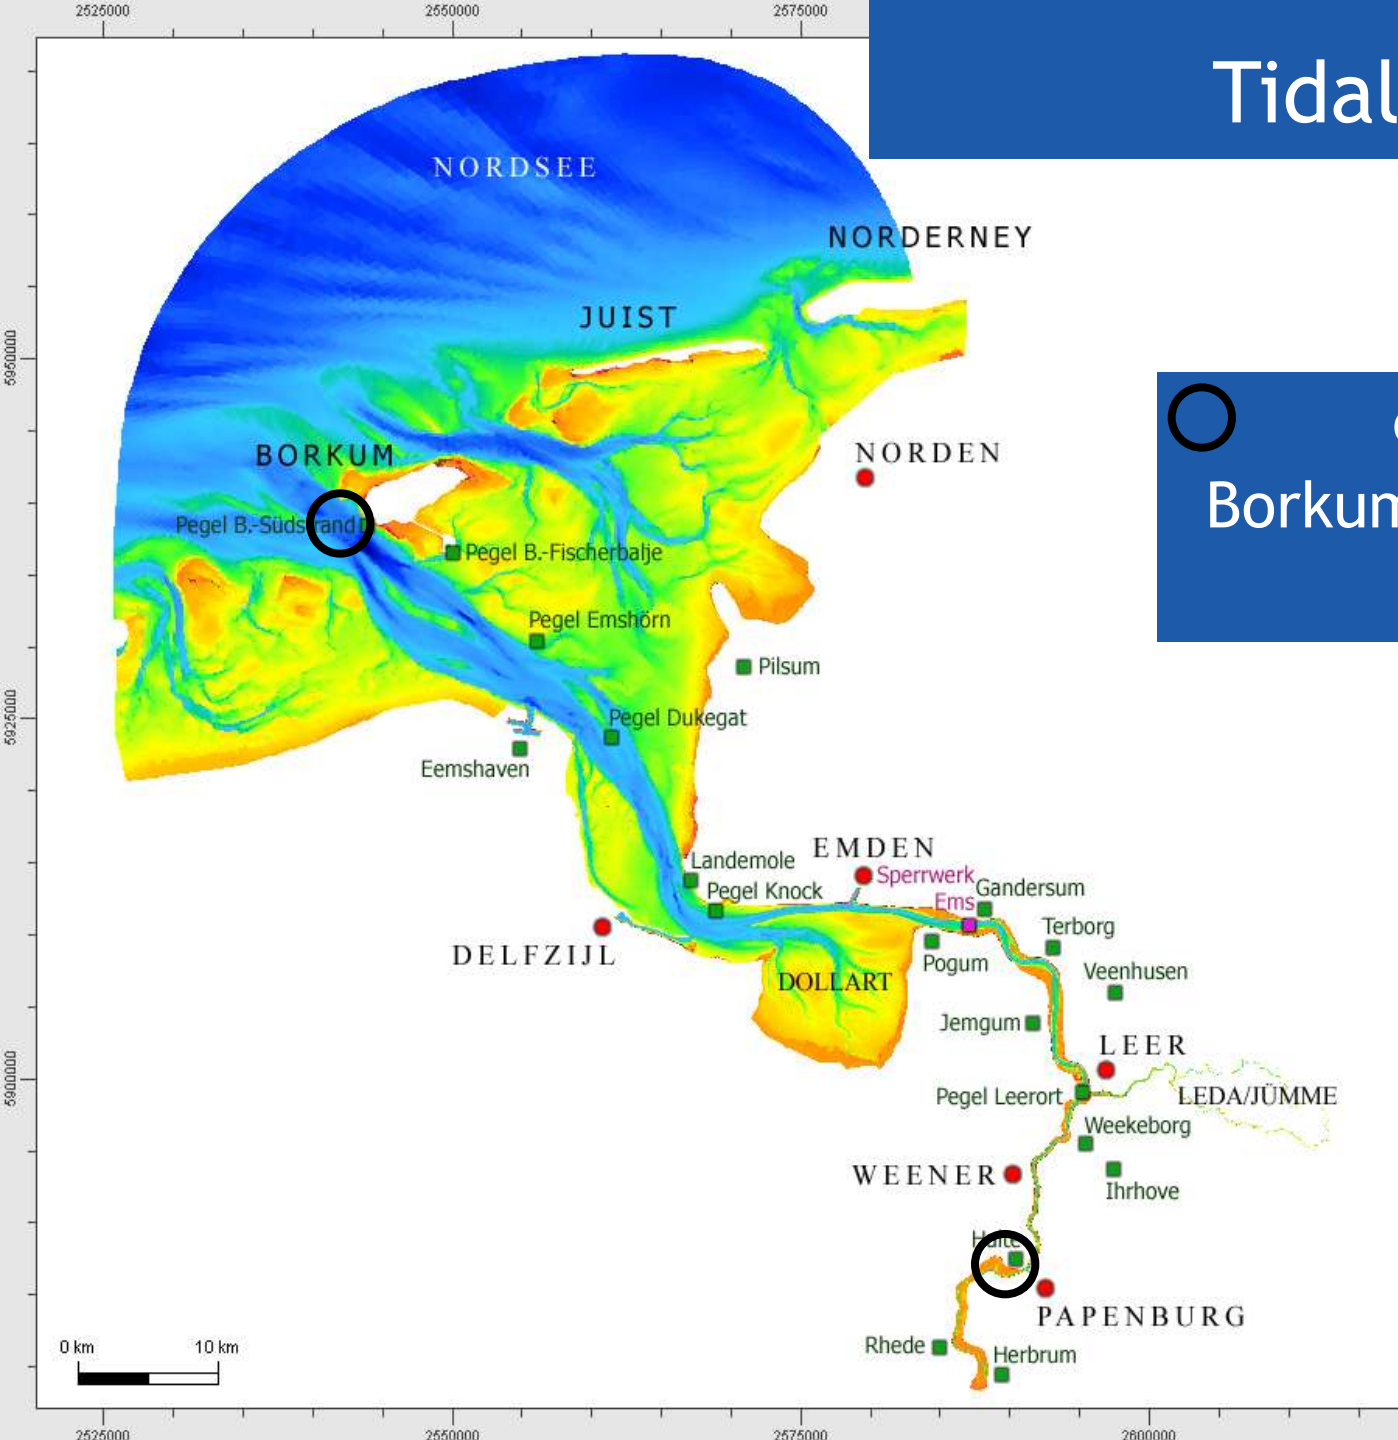 2525000
2550000
2575000
Tidal
NORDSEE
NORDERNEY
JUIST
5950000
BORKUM
NORDEN
Borkum
Pegel B.-Südstrand
Pegel B.-Fischerbalje
Pegel Emshörn
Pilsum
5925000
Pegel Dukegat
Eemshaven
EMDEN
Landemole
Sperrwerk
Ems
Gandersum
Pegel Knock
Terborg
DELFZIJL
Pogum
Veenhusen
DOLLART
Jemgum
LEER
5900000
Pegel Leerort
LEDA/JÜMME
Weekeborg
WEENER
Ihrhove
Halte
PAPENBURG
0 km
10 km
Rhede
Herbrum
2525000
2550000
2575000
2600000